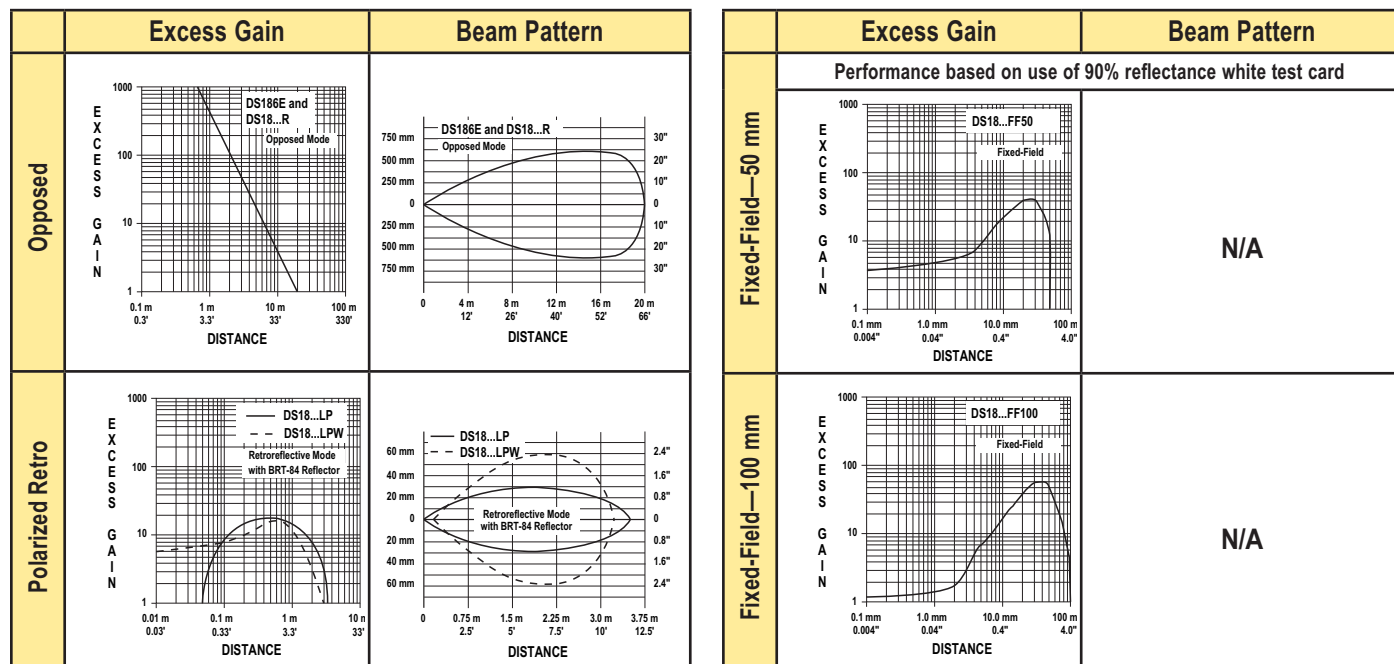 Excess Gain
Beam Pattern
Opposed
EXCESS GAIN
1000
100
10
1
DS186E and
DS18...R
Opposed Mode
0.1 m 1 m 10 m 100 m
0.3' 3.3' 33' 330'
DISTANCE
DS186E and DS18...R
Opposed Mode
750 mm
500 mm
250 mm
0
250 mm
500 mm
750 mm
30"
20"
10"
0
10"
20"
30"
0 4 m 8 m 12 m 16 m 20 m
12' 26' 40' 52' 66'
DISTANCE
Polarized Retro
EXCESS GAIN
1000
100
10
1
DS18...LP
DS18...LPW
Retroreflective Mode
with BRT-84 Reflector
0.01 m 0.1 m 1 m 10 m
0.03' 0.33' 3.3' 33'
DISTANCE
DS18...LP
DS18...LPW
60 mm
40 mm
20 mm
0
20 mm
40 mm
60 mm
Retroreflective Mode
with BRT-84 Reflector
2.4"
1.6"
0.8"
0
0.8"
1.6"
2.4"
0 0.75 m 1.5 m 2.25 m 3.0 m 3.75 m
2.5' 5' 7.5' 10' 12.5'
DISTANCE
Excess Gain
Beam Pattern
Performance based on use of 90% reflectance white test card
Fixed-Field—50 mm
EXCESS GAIN
1000
100
10
1
DS18...FF50
Fixed-Field
0.1 mm 1.0 mm 10.0 mm 100 m
0.004" 0.04" 0.4" 4.0"
DISTANCE
N/A
Fixed-Field—100 mm
EXCESS GAIN
1000
100
10
1
DS18...FF100
Fixed-Field
0.1 mm 1.0 mm 10.0 mm 100 m
0.004" 0.04" 0.4" 4.0"
DISTANCE
N/A